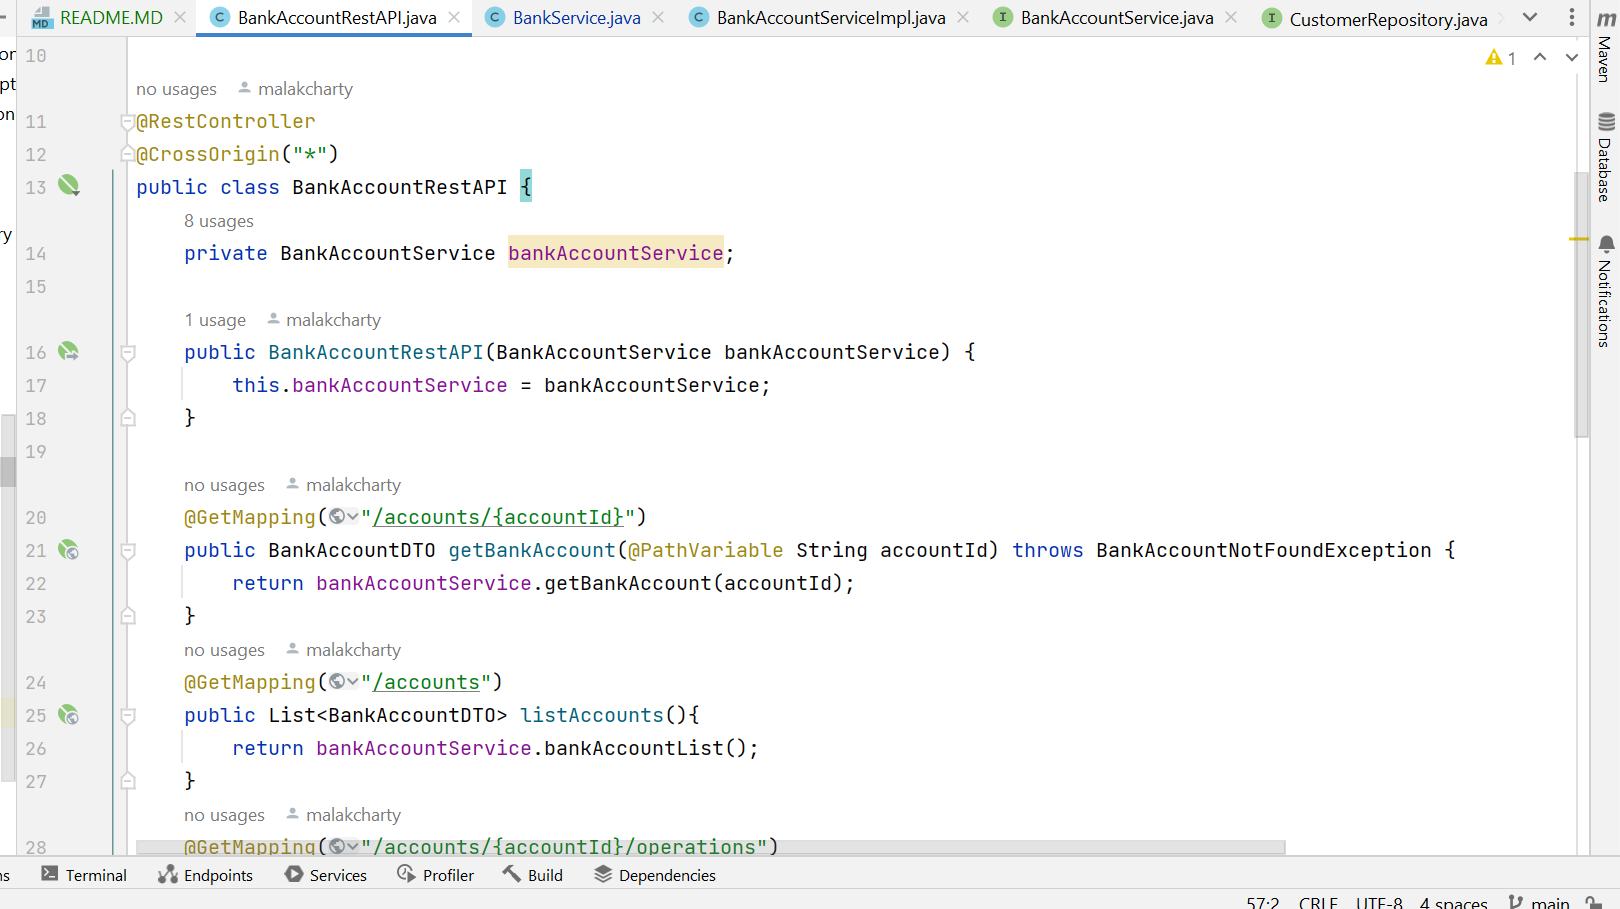 README.MD BankAccountRestAPI.java BankService.java BankAccountServiceImpl.java BankAccountService.java CustomerRepository.java
10
1
no usages malakcharty
11 @RestController
12 @CrossOrigin("*")
13 public class BankAccountRestAPI {
8 usages
14 private BankAccountService bankAccountService;
15
1 usage malakcharty
16 public BankAccountRestAPI(BankAccountService bankAccountService) {
17 this.bankAccountService = bankAccountService;
18 }
19
no usages malakcharty
20 @GetMapping("/accounts/{accountId}")
21 public BankAccountDTO getBankAccount(@PathVariable String accountId) throws BankAccountNotFoundException {
22 return bankAccountService.getBankAccount(accountId);
23 }
no usages malakcharty
24 @GetMapping("/accounts")
25 public List<BankAccountDTO> listAccounts(){
26 return bankAccountService.bankAccountList();
27 }
no usages malakcharty
28 @GetMapping("/accounts/{accountId}/operations")
Maven
Database
Notifications
Terminal Endpoints Services Profiler Build Dependencies
57:2 CRLF UTF-8 4 spaces main